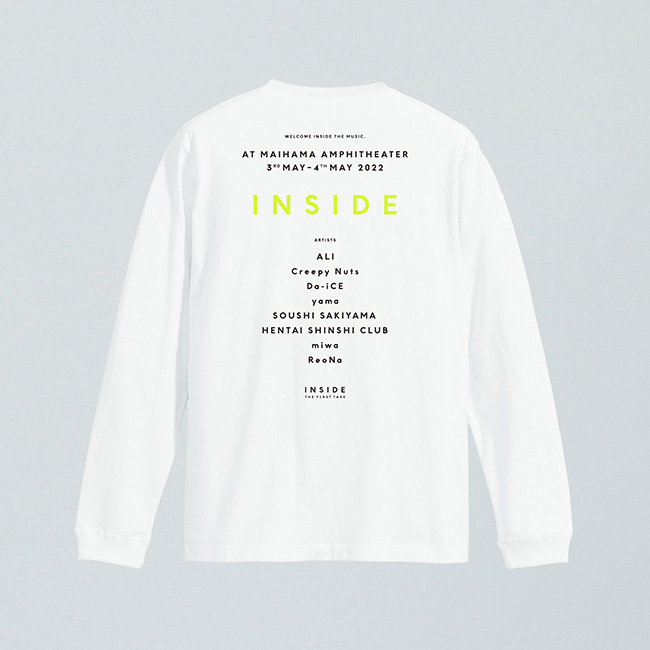 WELCOME INSIDE THE MUSIC.
AT MAIHAMA AMPHITHEATER
3RD MAY-4TH MAY 2022
INSIDE
ARTISTS
ALI
Creepy Nuts
Da-iCE
yama
SOUSHI SAKIYAMA
HENTAI SHINSHI CLUB
miwa
ReoNa
INSIDE
THE FIRST TAKE